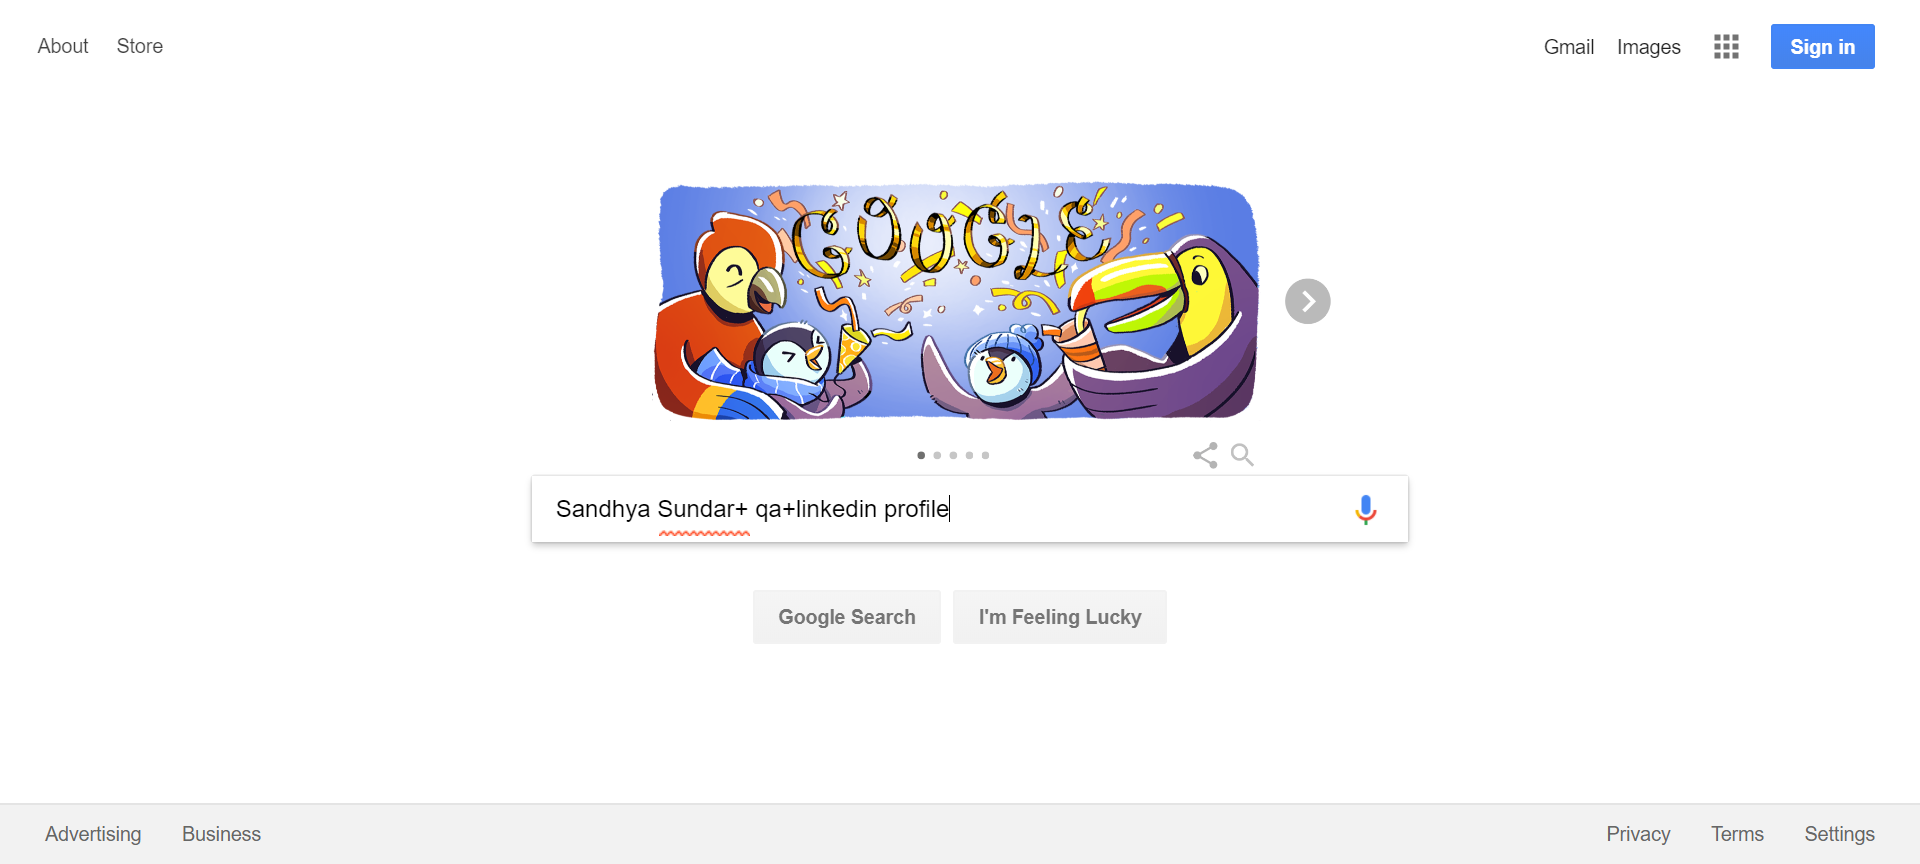 About Store
Gmail Images Sign in
GOOGLE
Sandhya Sundar+ qa+linkedin profile
Google Search I'm Feeling Lucky
Advertising Business
Privacy Terms Settings